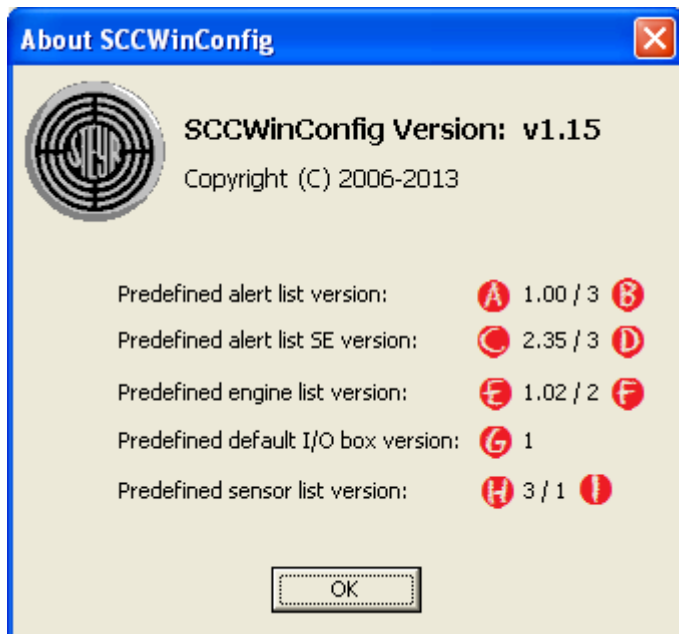 About SCCWinConfig
STEYR
SCCWinConfig Version: v1.15
Copyright (C) 2006-2013
Predefined alert list version: A 1.00 / 3 B
Predefined alert list SE version: C 2.35 / 3 D
Predefined engine list version: E 1.02 / 2 F
Predefined default I/O box version: G 1
Predefined sensor list version: H 3 / 1 I
OK